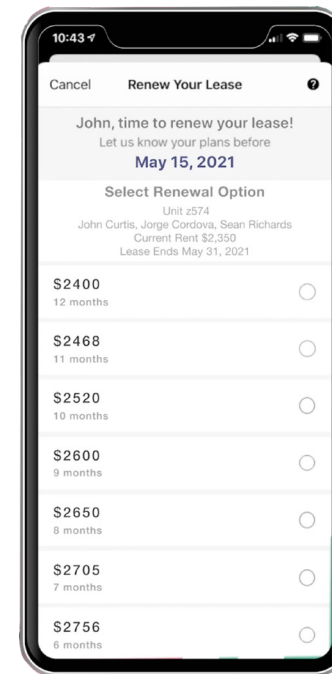 10:43
Cancel Renew Your Lease ?
John, time to renew your lease!
Let us know your plans before
May 15, 2021
Select Renewal Option
Unit z574
John Curtis, Jorge Cordova, Sean Richards
Current Rent $2,350
Lease Ends May 31, 2021
$2400
12 months
$2468
11 months
$2520
10 months
$2600
9 months
$2650
8 months
$2705
7 months
$2756
6 months